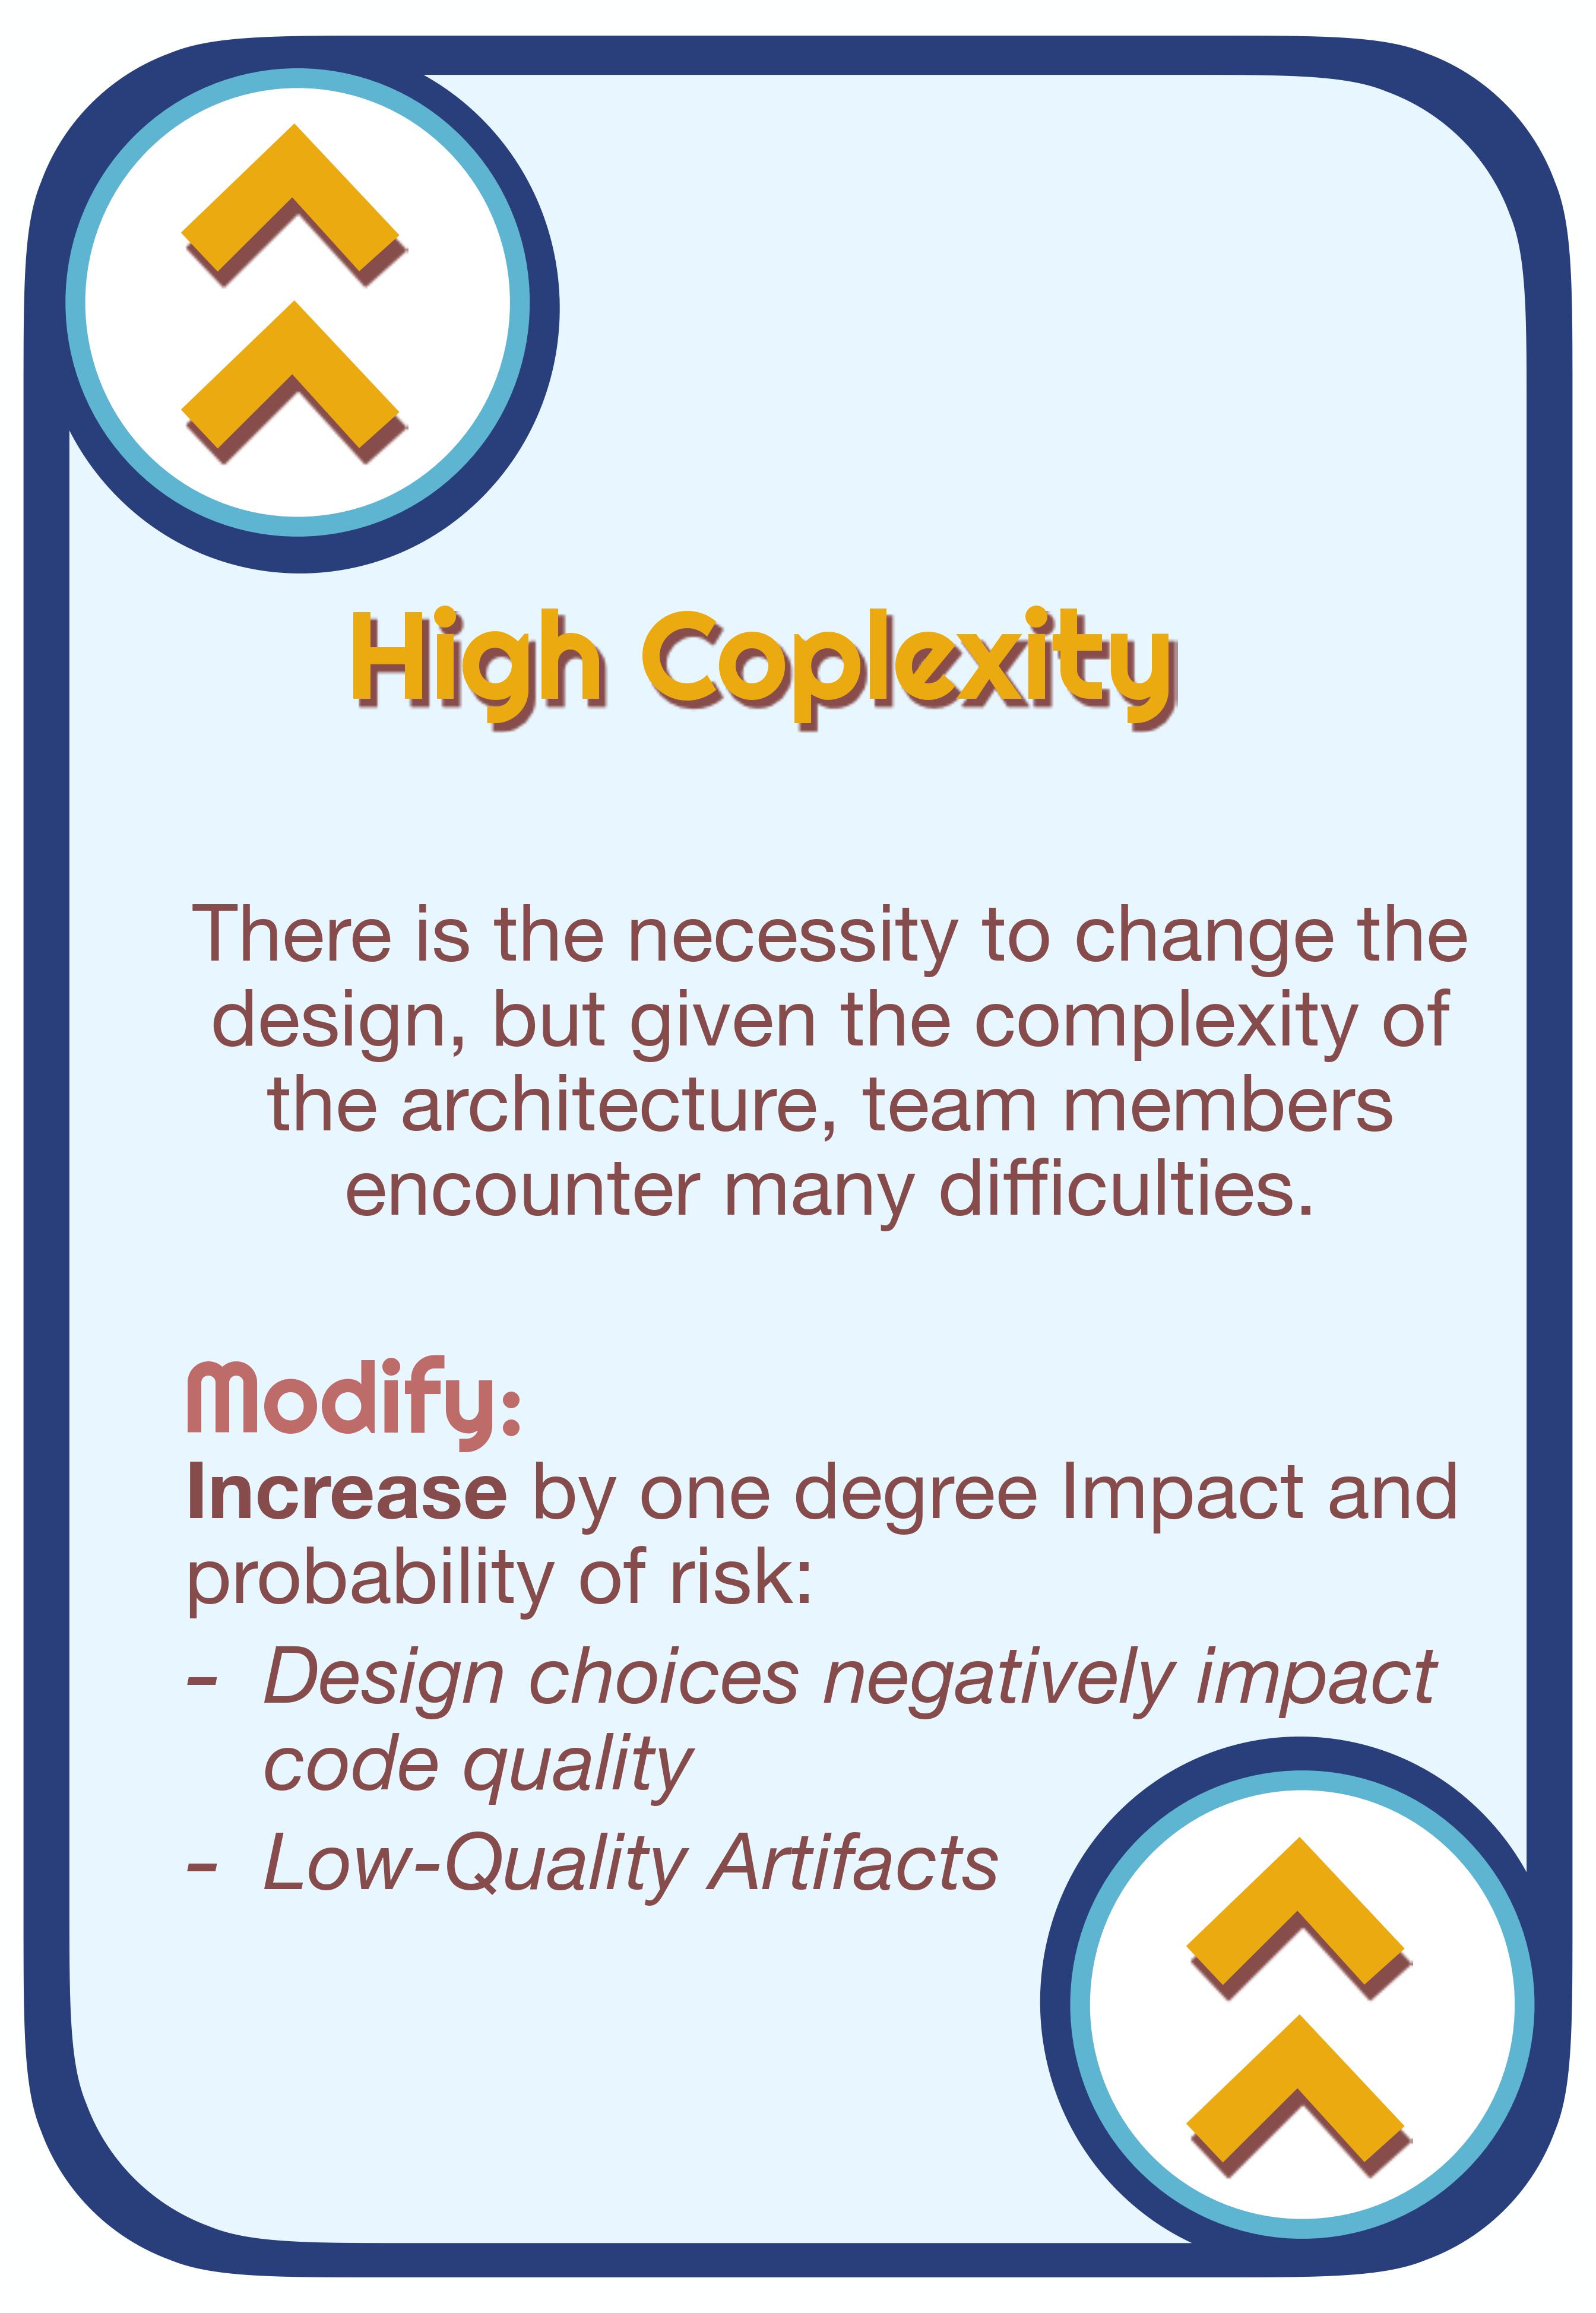 High Coplexity
There is the necessity to change the
design, but given the complexity of
the architecture, team members
encounter many difficulties.
Modify:
Increase by one degree Impact and
probability of risk:
- Design choices negatively impact
code quality
- Low-Quality Artifacts